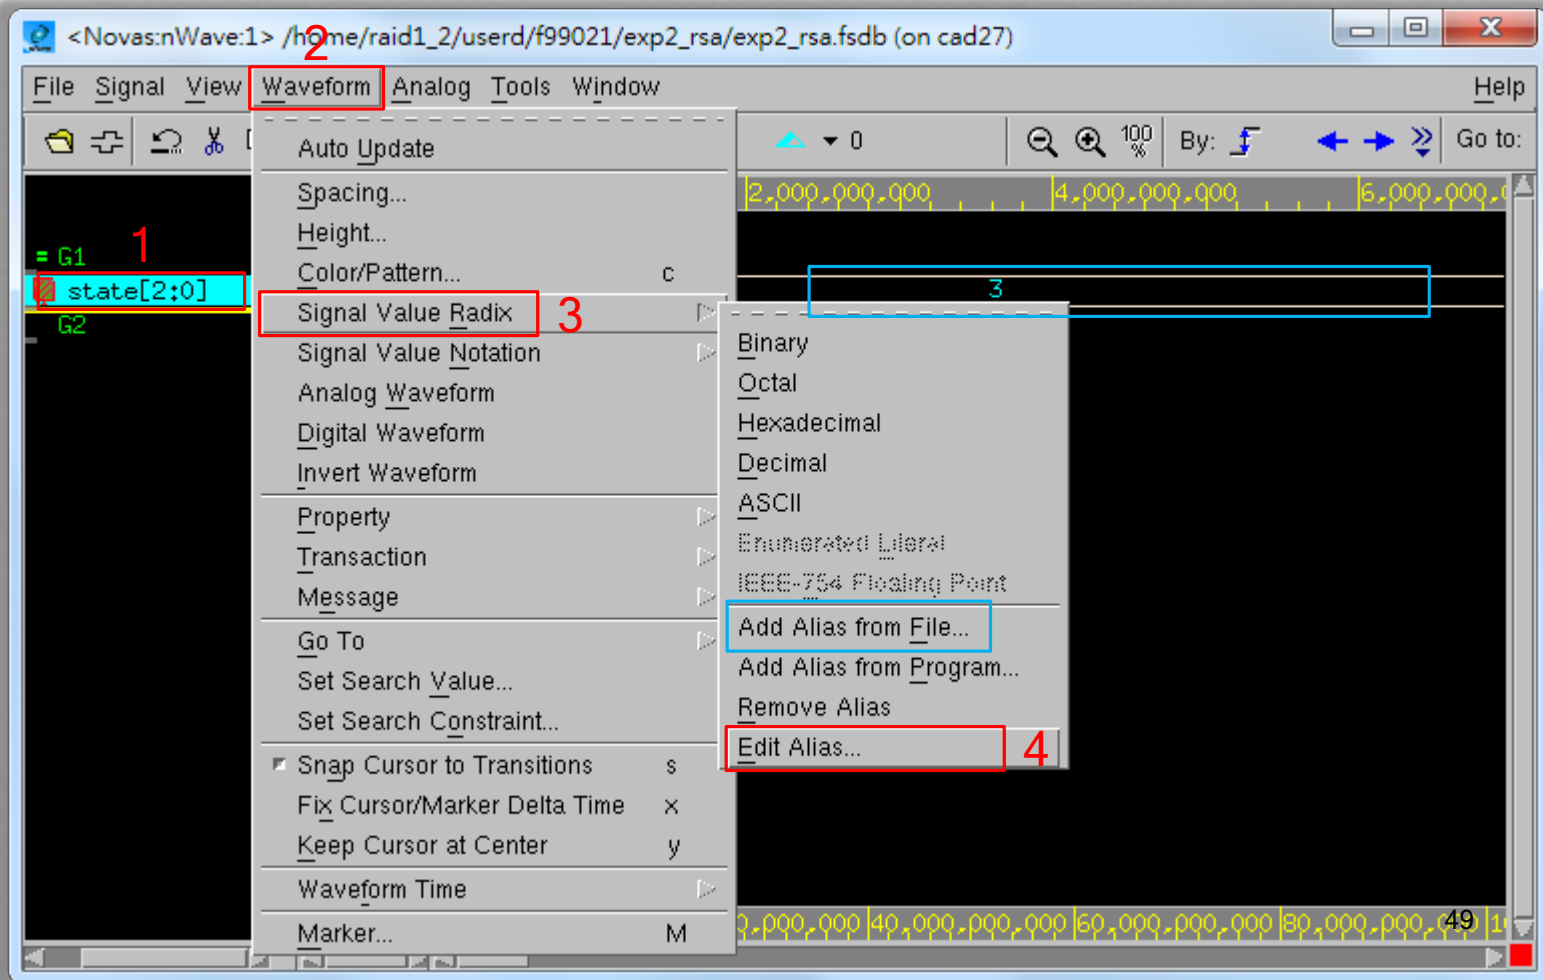 <Novas:nWave:1> /home/raid1_2/userd/f99021/exp2_rsa/exp2_rsa.fsdb (on cad27)
2
File Signal View Waveform Analog Tools Window Help
0 100 % By: Go to:
Auto Update
Spacing...
Height...
Color/Pattern... c
Signal Value Radix 3
Signal Value Notation
Analog Waveform
Digital Waveform
Invert Waveform
Property
Transaction
Message
Go To
Set Search Value...
Set Search Constraint...
Snap Cursor to Transitions s
Fix Cursor/Marker Delta Time x
Keep Cursor at Center y
Waveform Time
Marker... M
1
= G1
state[2:0]
G2
2,000,000,000 4,000,000,000 6,000,000,
3
Binary
Octal
Hexadecimal
Decimal
ASCII
Enumerated Literal
IEEE-754 Floating Point
Add Alias from File...
Add Alias from Program...
Remove Alias
Edit Alias... 4
,000,000 40,000,000,000 60,000,000,000 80,000,000,
49